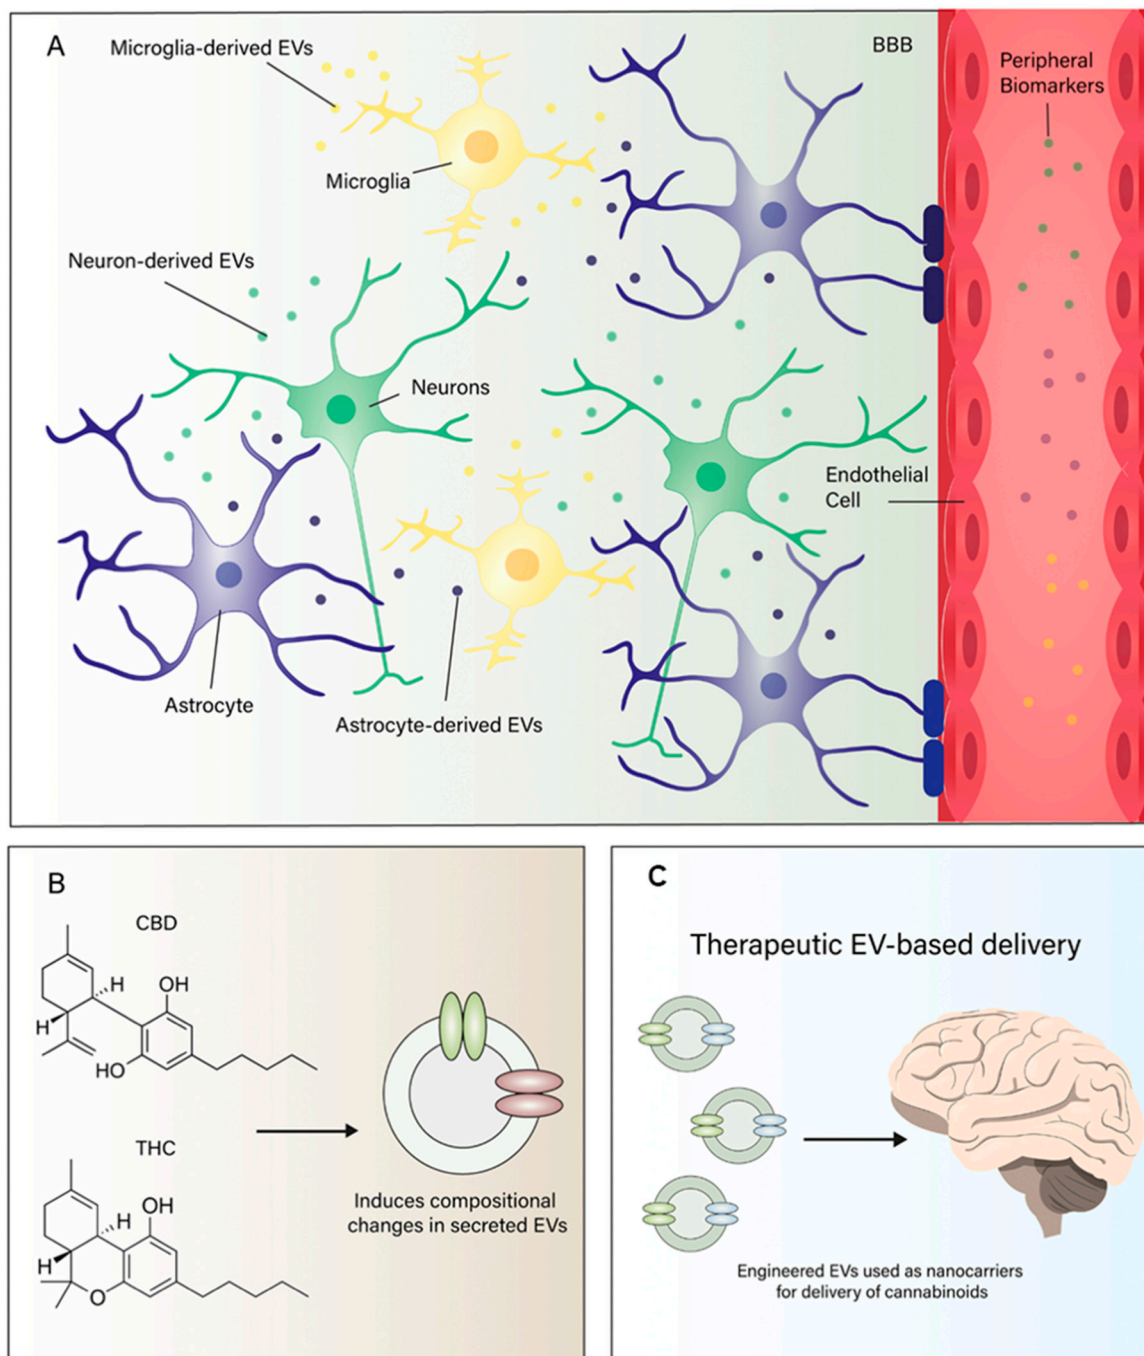 A
Microglia-derived EVs
BBB
Peripheral
Biomarkers
Microglia
Neuron-derived EVs
Neurons
Endothelial
Cell
Astrocyte
Astrocyte-derived EVs
B
CBD
H
OH
H
HO
THC
OH
H
H
O
Induces compositional
changes in secreted EVs
C
Therapeutic EV-based delivery
Engineered EVs used as nanocarriers
for delivery of cannabinoids